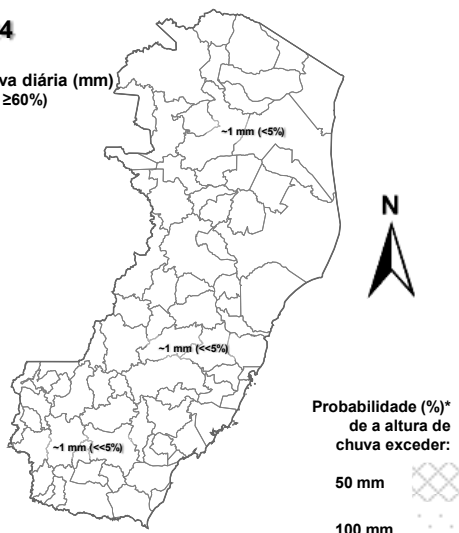 4
va diária (mm)
≥60%)
~1 mm (<5%)
N
~1 mm (<<5%)
Probabilidade (%)*
de a altura de
chuva exceder:
~1 mm (<<5%)
50 mm
100 mm